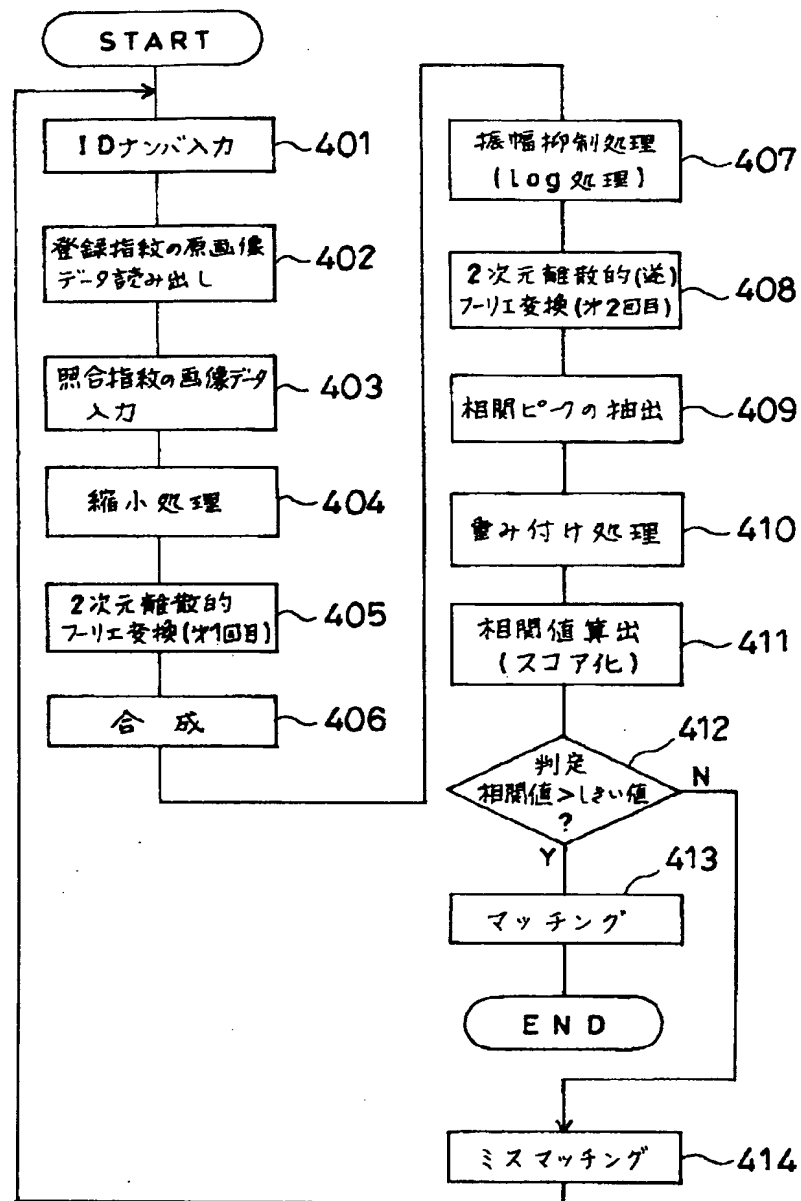 START
IDナンバ入力
401
登録指紋の原画像
データ読み出し
402
照合指紋の画像データ
入力
403
縮小処理
404
2次元離散的
フーリエ変換(第1回目)
405
合成
406
振幅抑制処理
(Log処理)
407
2次元離散的(逆)
フーリエ変換(第2回目)
408
相関ピークの抽出
409
重み付け処理
410
相関値算出
(スコア化)
411
412
判定
相関値>しきい値
?
N
Y
413
マッチング
END
ミスマッチング
414